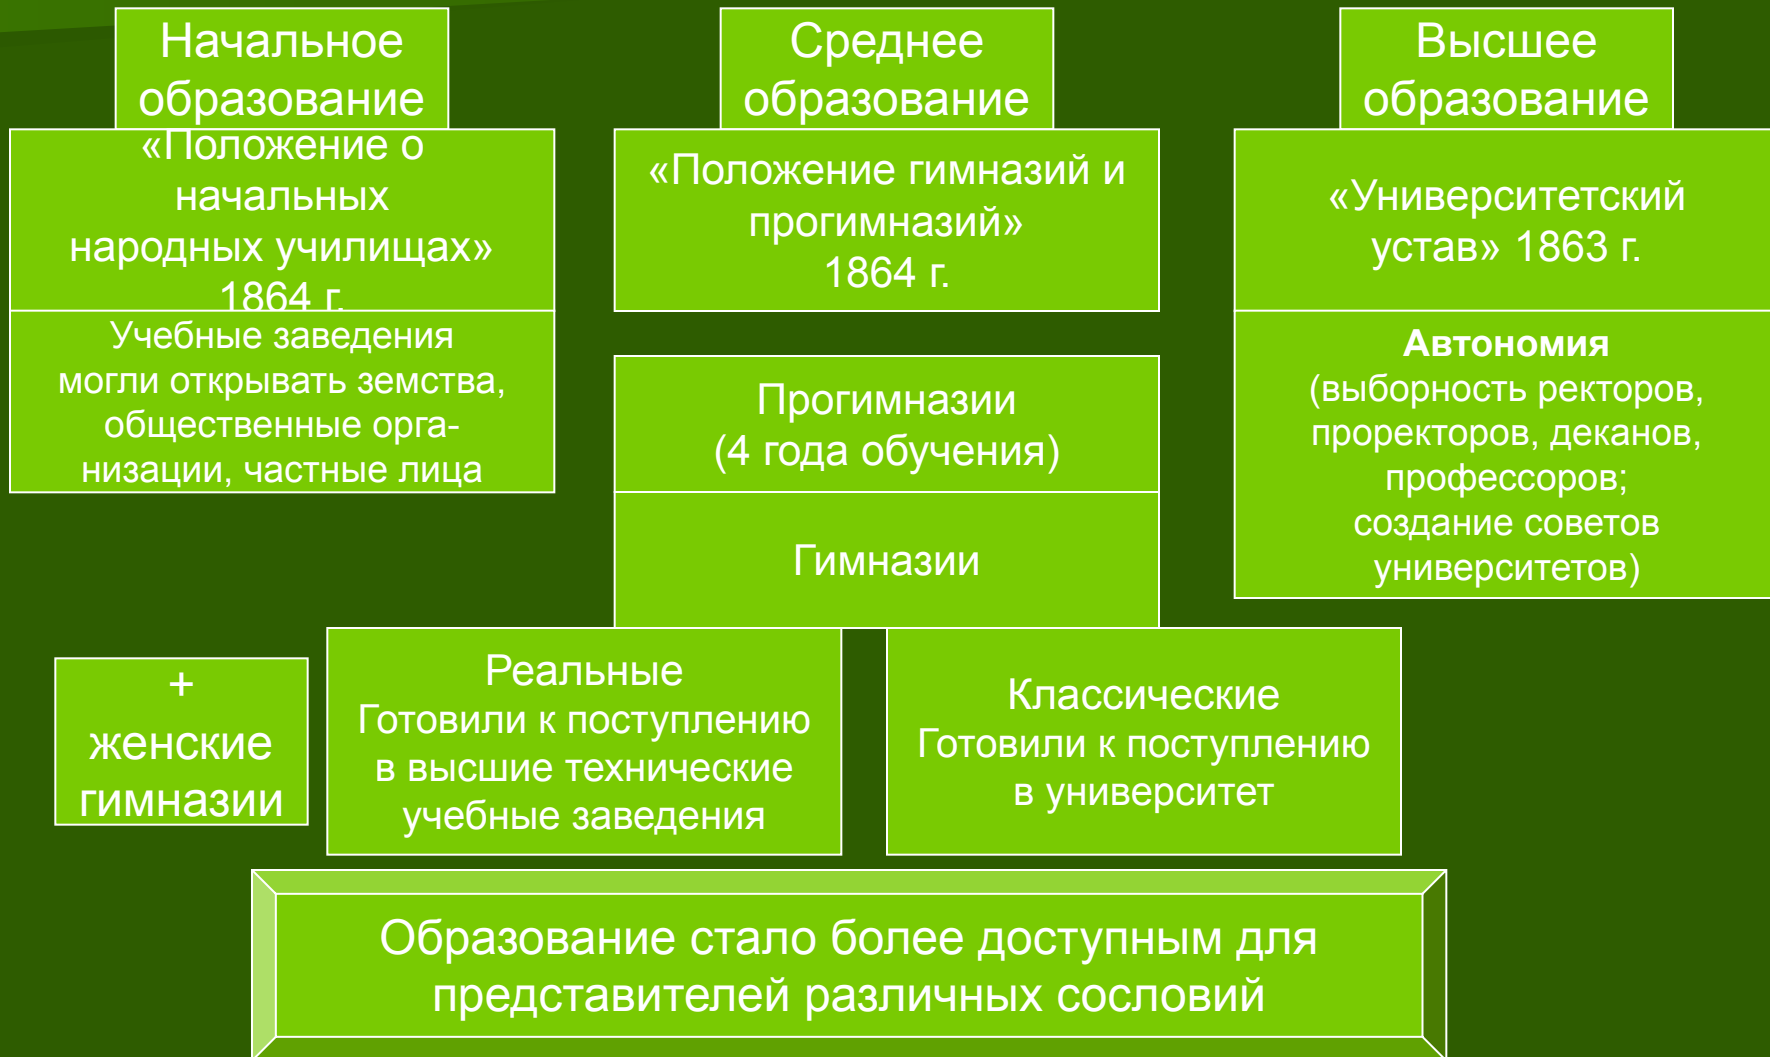 Начальное
образование
«Положение о
начальных
народных училищах»
1864 г.
Учебные заведения
могли открывать земства,
общественные орга-
низации, частные лица
Среднее
образование
«Положение гимназий и
прогимназий»
1864 г.
Прогимназии
(4 года обучения)
Гимназии
Высшее
образование
«Университетский
устав» 1863 г.
Автономия
(выборность ректоров,
проректоров, деканов,
профессоров;
создание советов
университетов)
+
женские
гимназии
Реальные
Готовили к поступлению
в высшие технические
учебные заведения
Классические
Готовили к поступлению
в университет
Образование стало более доступным для
представителей различных сословий